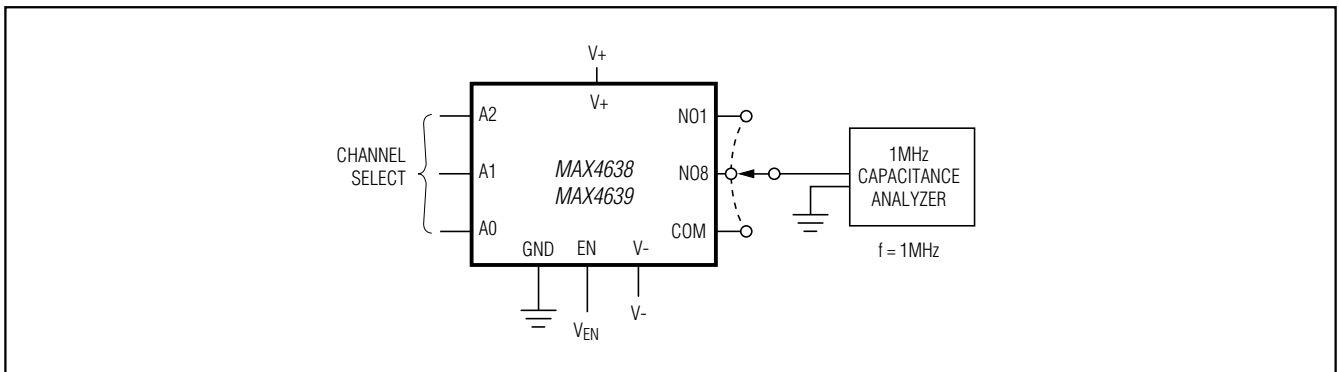 V+
V+
A2
NO1
CHANNEL
SELECT
A1
MAX4638
MAX4639
NO8
1MHz
CAPACITANCE
ANALYZER
A0
COM
GND
EN
V-
f = 1MHz
VEN
V-